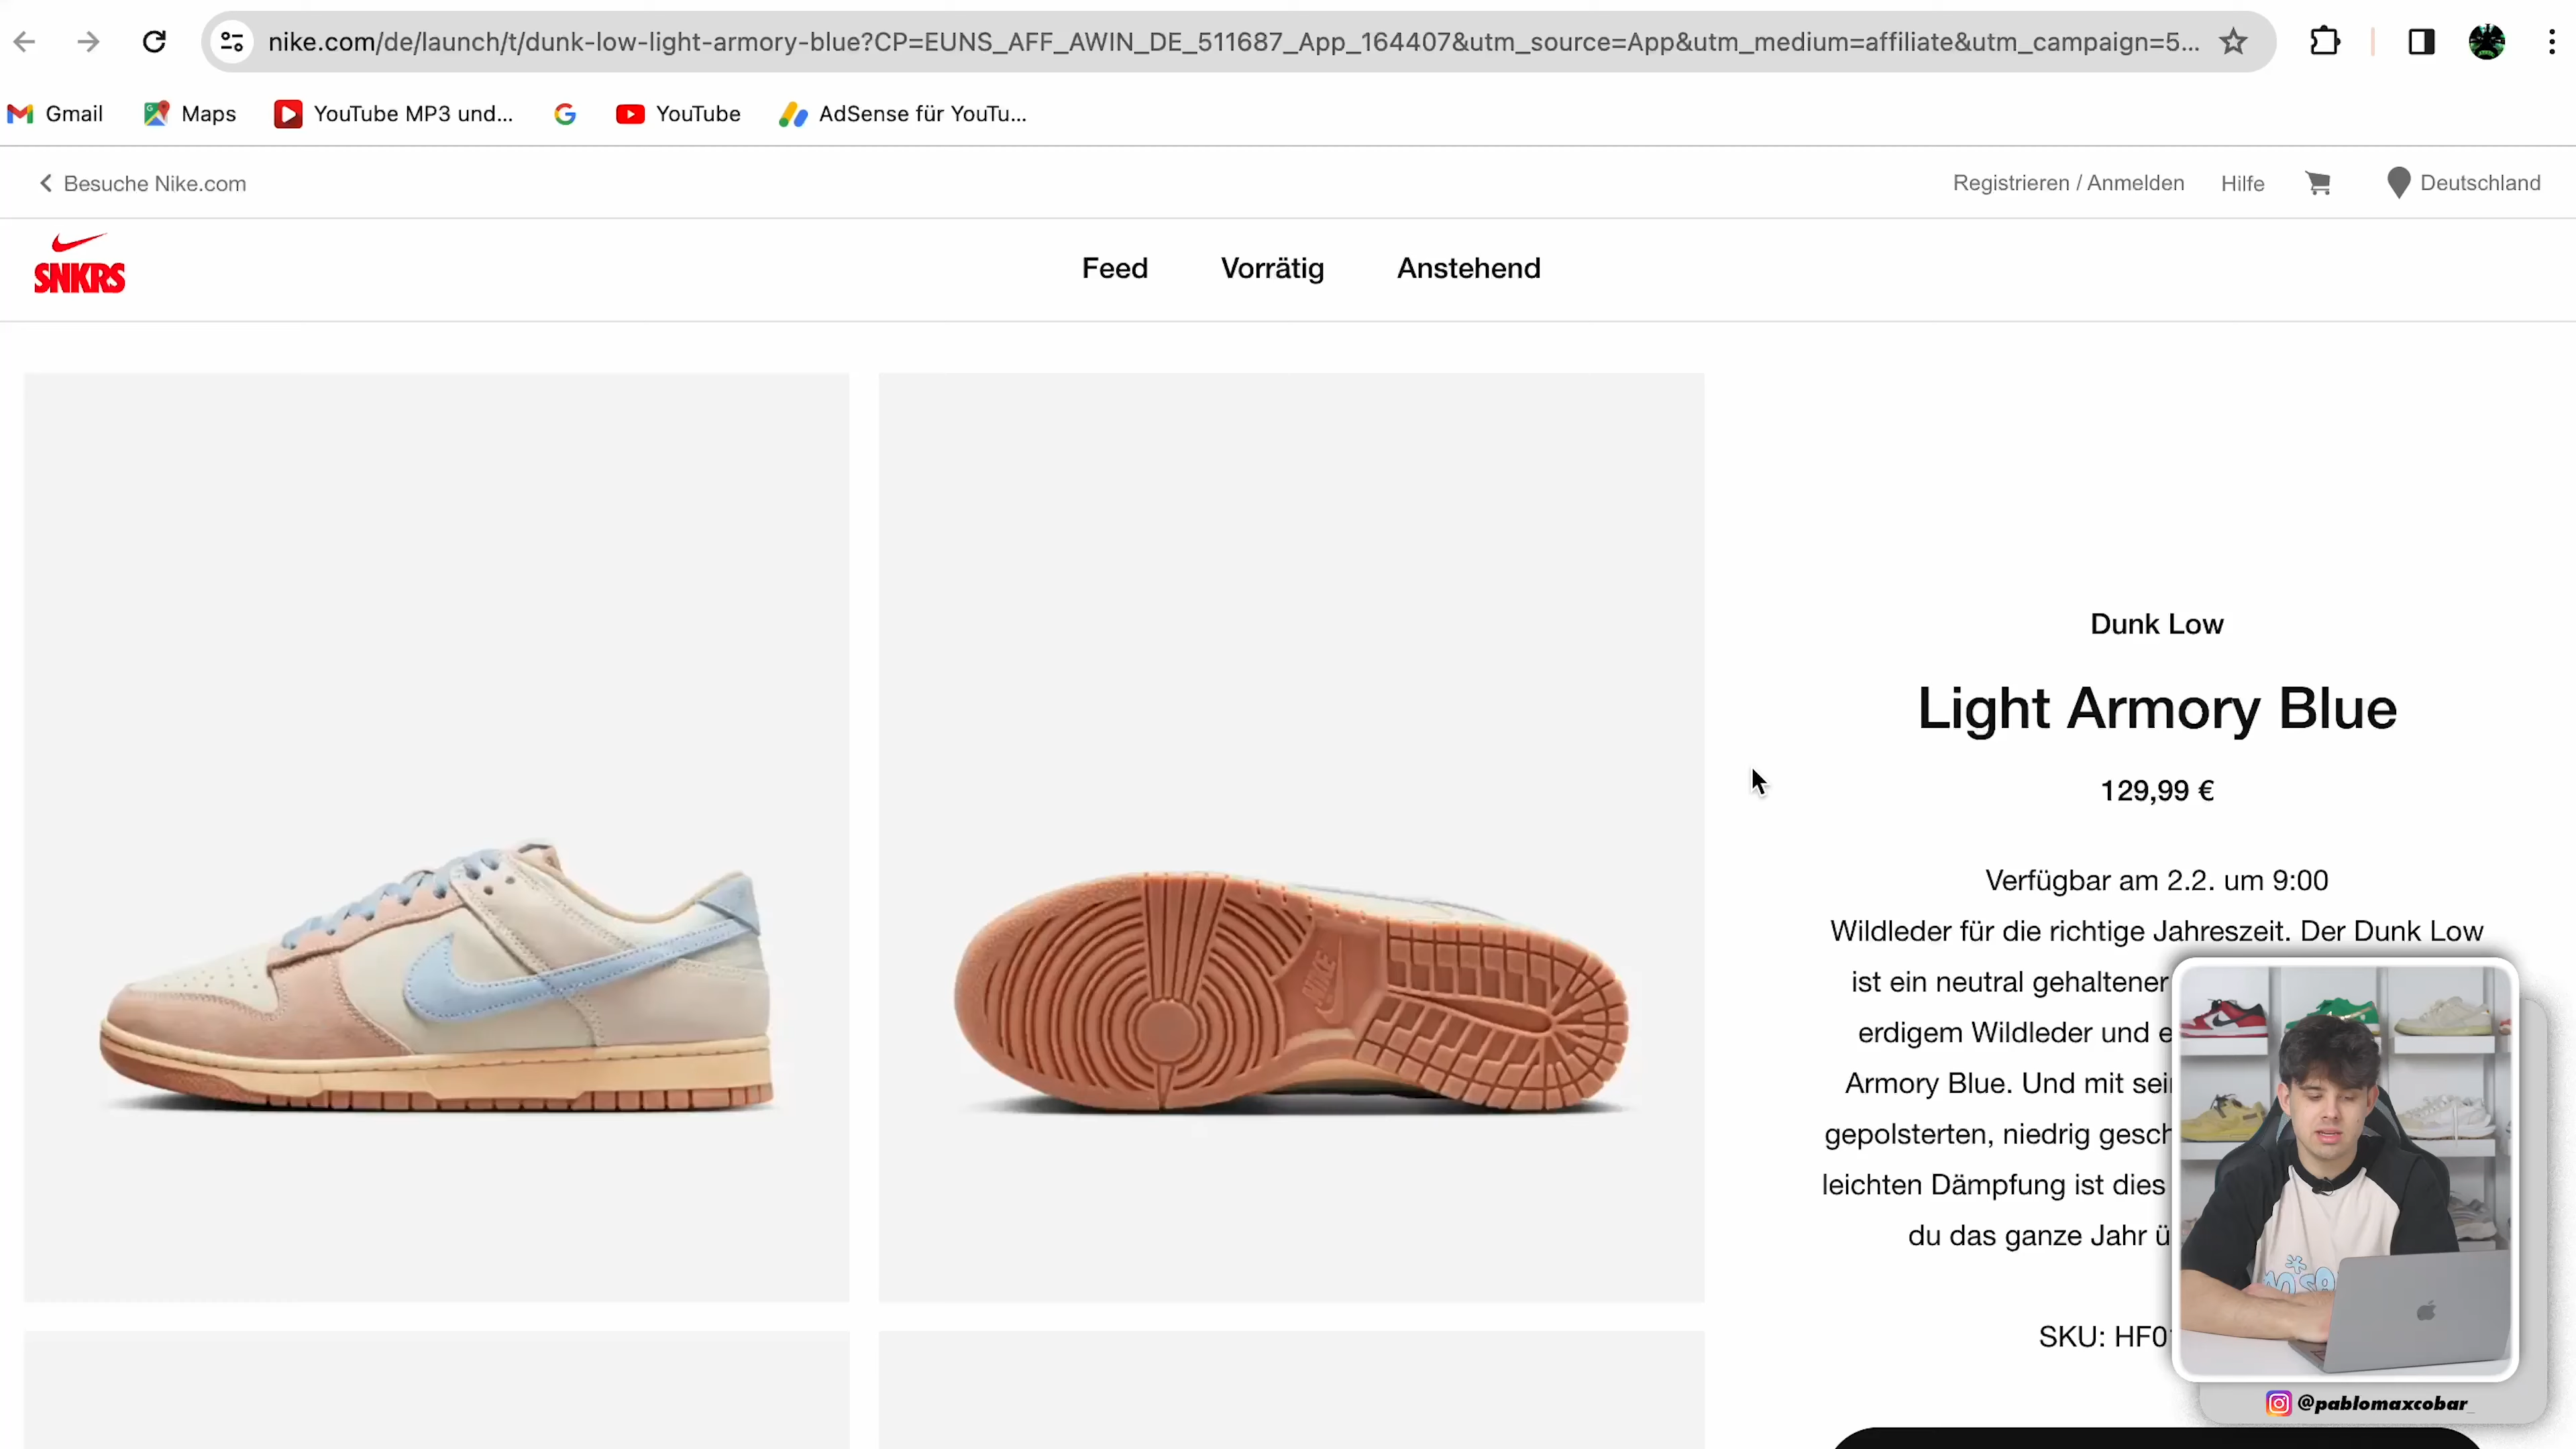 nike.com/de/launch/t/dunk-low-light-armory-blue?CP=EUNS_AFF_AWIN_DE_511687_App_164407&utm_source=App&utm_medium=affiliate&utm_campaign=5...
Gmail
Maps
YouTube MP3 und...
YouTube
AdSense für YouTu...
Besuche Nike.com
Registrieren / Anmelden
Hilfe
Deutschland
SNKRS
Feed
Vorrätig
Anstehend
Dunk Low
Light Armory Blue
129,99 €
Verfügbar am 2.2. um 9:00
Wildleder für die richtige Jahreszeit. Der Dunk Low
ist ein neutral gehaltener
erdigem Wildleder und e
Armory Blue. Und mit sei
gepolsterten, niedrig gesch
leichten Dämpfung ist dies
du das ganze Jahr ü
SKU: HF0
NIKE
@pablomaxcobar_